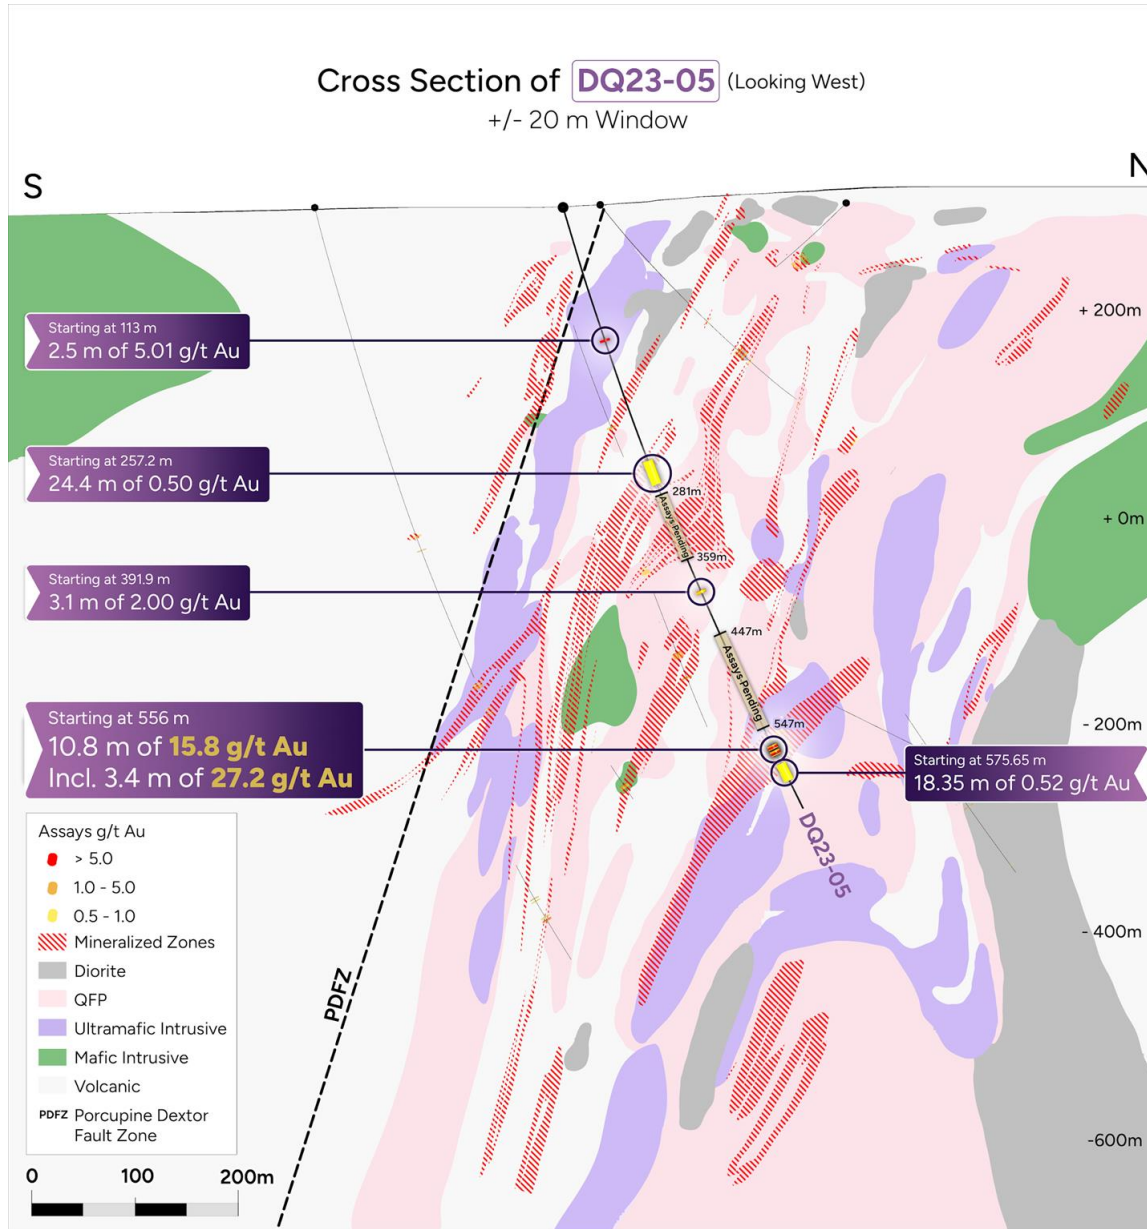 Cross Section of DQ23-05 (Looking West)
+/- 20 m Window
S
N
Starting at 113 m
2.5 m of 5.01 g/t Au
+ 200m
Starting at 257.2 m
24.4 m of 0.50 g/t Au
281m
Assays Pending
359m
+ 0m
Starting at 391.9 m
3.1 m of 2.00 g/t Au
447m
Assays Pending
547m
- 200m
Starting at 556 m
10.8 m of 15.8 g/t Au
Incl. 3.4 m of 27.2 g/t Au
Starting at 575.65 m
18.35 m of 0.52 g/t Au
DQ23-05
- 400m
PDFZ
-600m
Assays g/t Au
> 5.0
1.0 - 5.0
0.5 - 1.0
Mineralized Zones
Diorite
QFP
Ultramafic Intrusive
Mafic Intrusive
Volcanic
PDFZ Porcupine Dextor
Fault Zone
0 100 200m